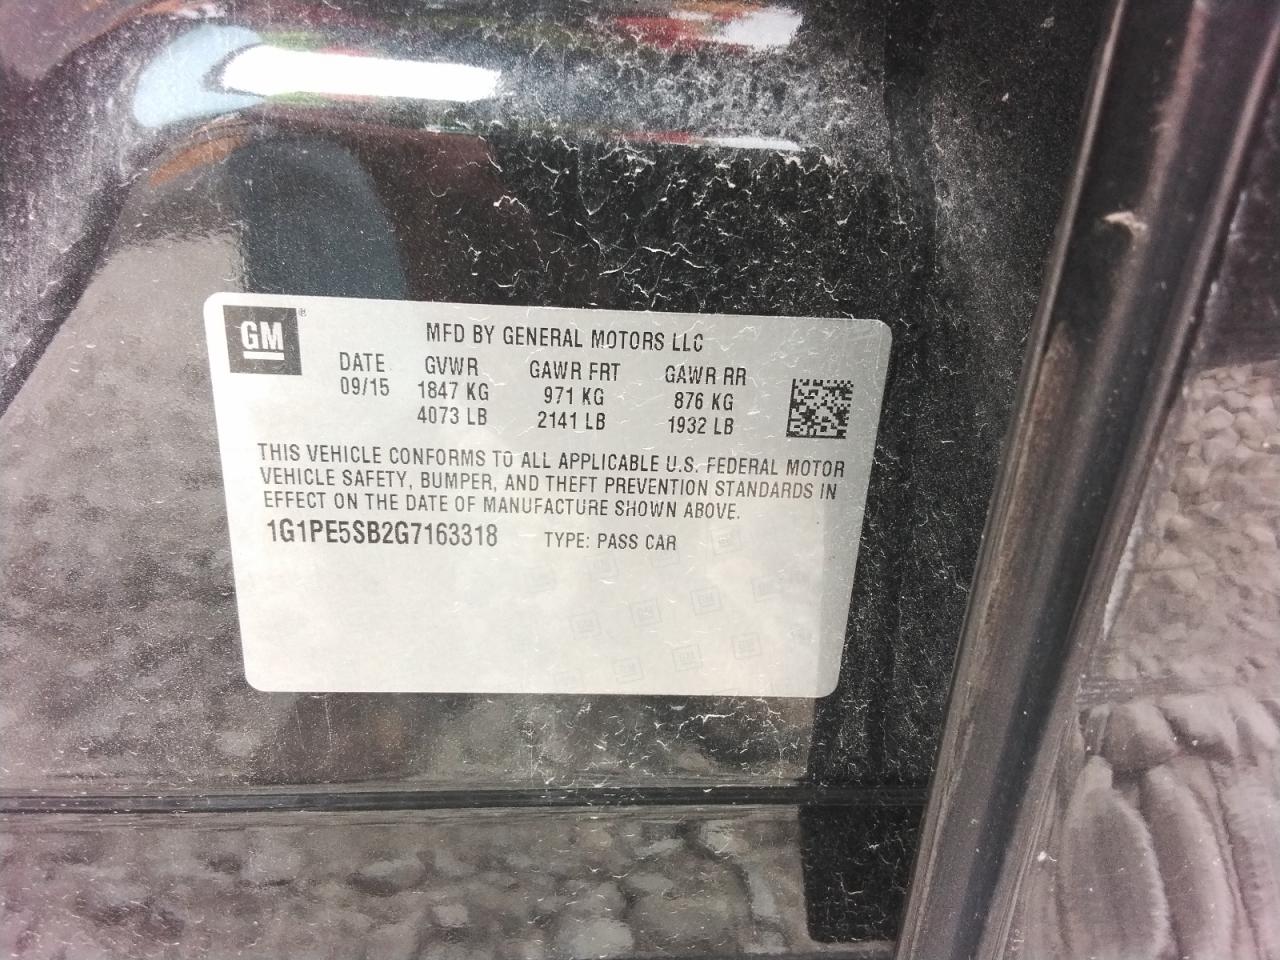 GM ®
MFD BY GENERAL MOTORS LLC
DATE GVWR GAWR FRT GAWR RR
09/15 1847 KG 971 KG 876 KG
4073 LB 2141 LB 1932 LB
THIS VEHICLE CONFORMS TO ALL APPLICABLE U.S. FEDERAL MOTOR
VEHICLE SAFETY, BUMPER, AND THEFT PREVENTION STANDARDS IN
EFFECT ON THE DATE OF MANUFACTURE SHOWN ABOVE.
1G1PE5SB2G7163318 TYPE: PASS CAR